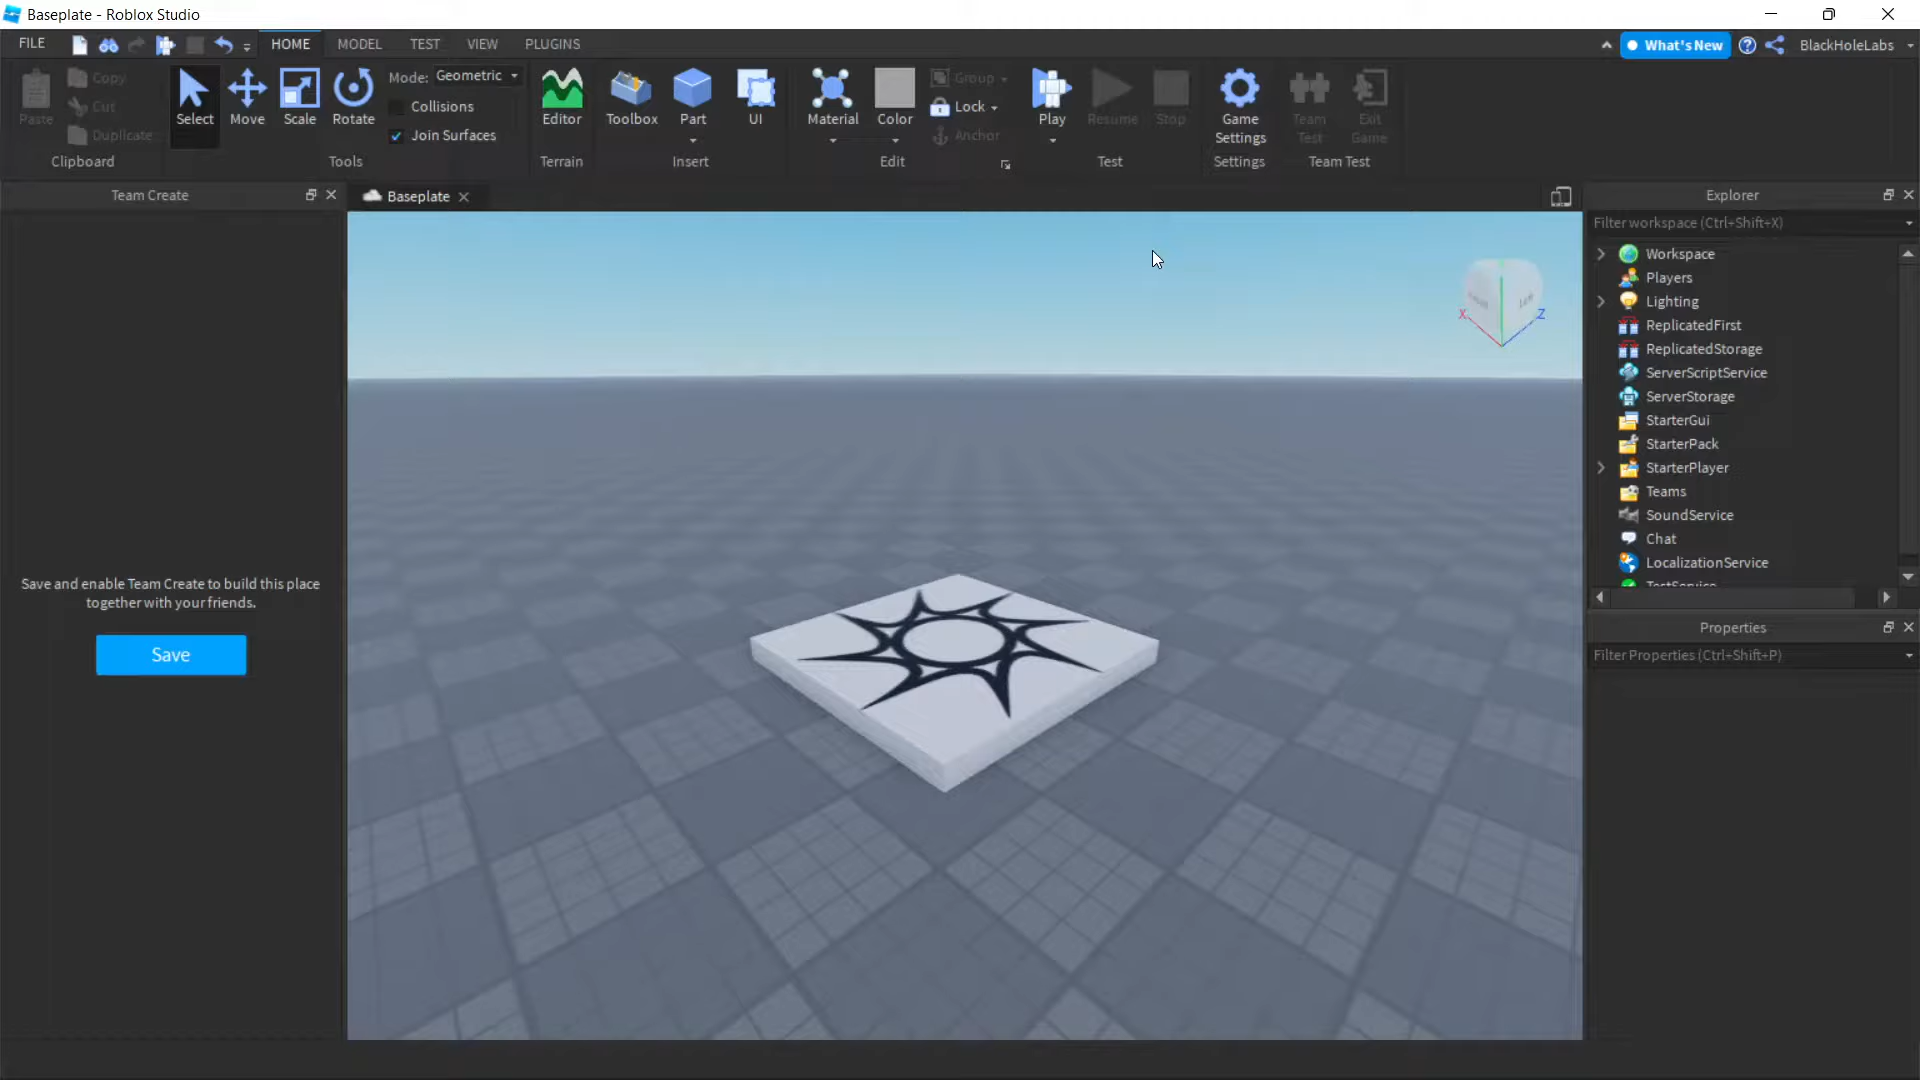 Baseplate - Roblox Studio
FILE
HOME
MODEL
TEST
VIEW
PLUGINS
What's New
BlackHoleLabs
Paste
Copy
Cut
Duplicate
Clipboard
Select
Move
Scale
Rotate
Mode: Geometric
Collisions
Join Surfaces
Tools
Editor
Terrain
Toolbox
Part
UI
Insert
Material
Color
Group
Lock
Anchor
Edit
Play
Resume
Stop
Test
Game
Settings
Settings
Team
Test
Exit
Game
Team Test
Team Create
Baseplate
Save and enable Team Create to build this place
together with your friends.
Save
X
Z
Explorer
Filter workspace (Ctrl+Shift+X)
Workspace
Players
Lighting
ReplicatedFirst
ReplicatedStorage
ServerScriptService
ServerStorage
StarterGui
StarterPack
StarterPlayer
Teams
SoundService
Chat
LocalizationService
TestService
Properties
Filter Properties (Ctrl+Shift+P)